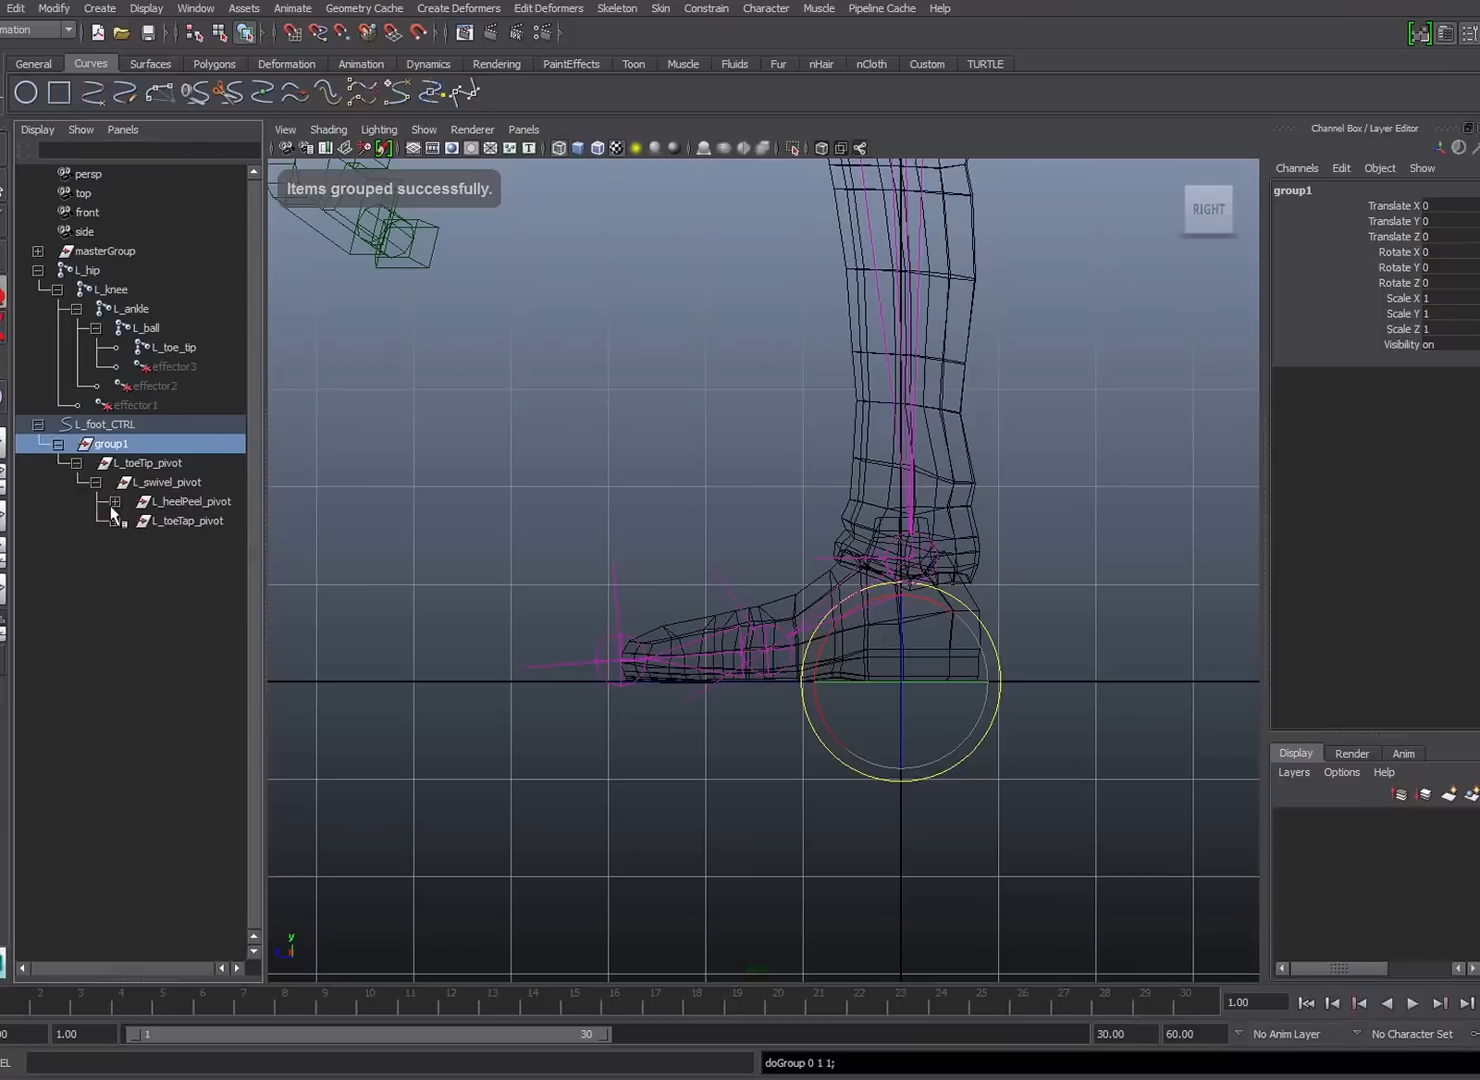 Edit Modify Create Display Window Assets Animate Geometry Cache Create Deformers Edit Deformers Skeleton Skin Constrain Character Muscle Pipeline Cache Help
mation
General Curves Surfaces Polygons Deformation Animation Dynamics Rendering PaintEffects Toon Muscle Fluids Fur nHair nCloth Custom TURTLE
Display Show Panels
View Shading Lighting Show Renderer Panels
Channel Box / Layer Editor
Channels Edit Object Show
persp
top
front
side
masterGroup
L_hip
L_knee
L_ankle
L_ball
L_toe_tip
effector3
effector2
effector1
L_foot_CTRL
group1
L_toeTip_pivot
L_swivel_pivot
L_heelPeel_pivot
L_toeTap_pivot
Items grouped successfully.
RIGHT
y
group1
Translate X 0
Translate Y 0
Translate Z 0
Rotate X 0
Rotate Y 0
Rotate Z 0
Scale X 1
Scale Y 1
Scale Z 1
Visibility on
Display Render Anim
Layers Options Help
2 3 4 5 6 7 8 9 10 11 12 13 14 15 16 17 18 19 20 21 22 23 24 25 26 27 28 29 30 1.00
00 1.00 1 30 30.00 60.00 No Anim Layer No Character Set
EL doGroup 0 1 1;